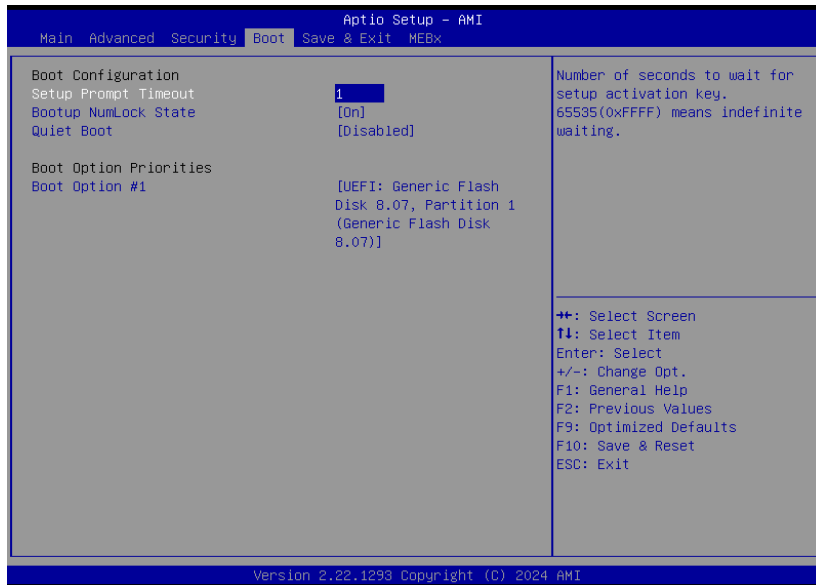 Aptio Setup - AMI
Main Advanced Security Boot Save & Exit MEBx
Boot Configuration
Setup Prompt Timeout 1
Bootup NumLock State [On]
Quiet Boot [Disabled]
Boot Option Priorities
Boot Option #1 [UEFI: Generic Flash
Disk 8.07, Partition 1
(Generic Flash Disk
8.07)]
Number of seconds to wait for
setup activation key.
65535(0xFFFF) means indefinite
waiting.
→←: Select Screen
↑↓: Select Item
Enter: Select
+/-: Change Opt.
F1: General Help
F2: Previous Values
F9: Optimized Defaults
F10: Save & Reset
ESC: Exit
Version 2.22.1293 Copyright (C) 2024 AMI